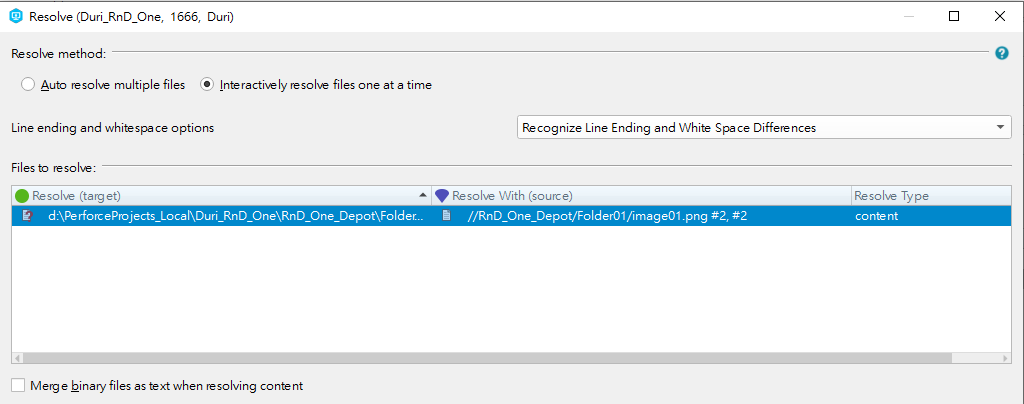 Resolve (Duri_RnD_One, 1666, Duri)
Resolve method:
Auto resolve multiple files Interactively resolve files one at a time
Line ending and whitespace options Recognize Line Ending and White Space Differences
Files to resolve:
Resolve (target) Resolve With (source) Resolve Type
d:\PerforceProjects_Local\Duri_RnD_One\RnD_One_Depot\Folder... //RnD_One_Depot/Folder01/image01.png #2, #2 content
Merge binary files as text when resolving content